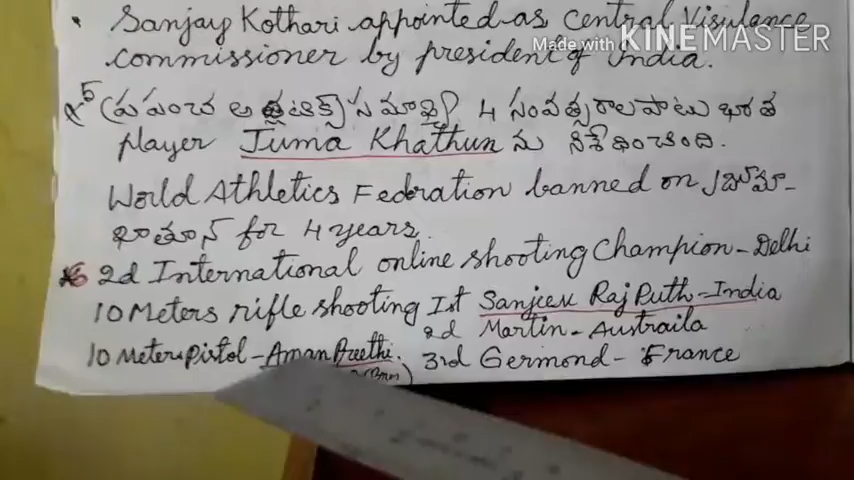 Sanjay Kothari appointed as central Visulance
Made with KINEMASTER
commissioner by president of India.
5 ప్రపంచ అథ్లెటిక్స్ సమాఖ్య 4 సంవత్సరాలపాటు భారత
player Juma Khathun ను నిశేధించింది.
World Athletics Federation banned on జుమా-
ఖాతూన్ for 4 years.
6 2d International online shooting Champion - Delhi
10 Meters rifle shooting Ist Sanjeev Raj Puth - India
2d Martin - Austraila
10 Meters pistol - Aman Preethi. 3rd Germond - France